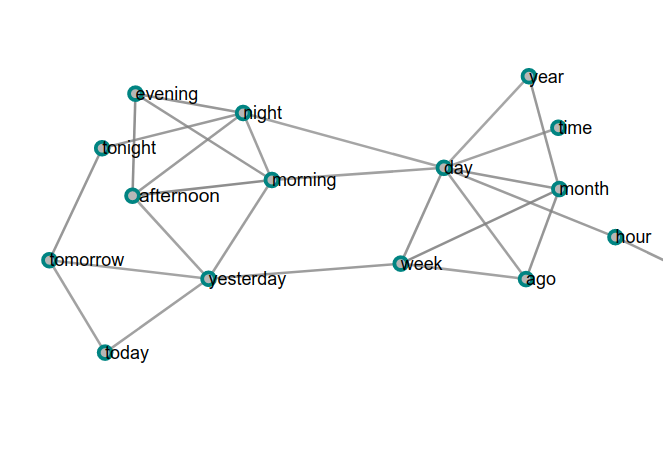 year
evening
night
time
tonight
day
morning
month
afternoon
hour
tomorrow
week
yesterday
ago
today